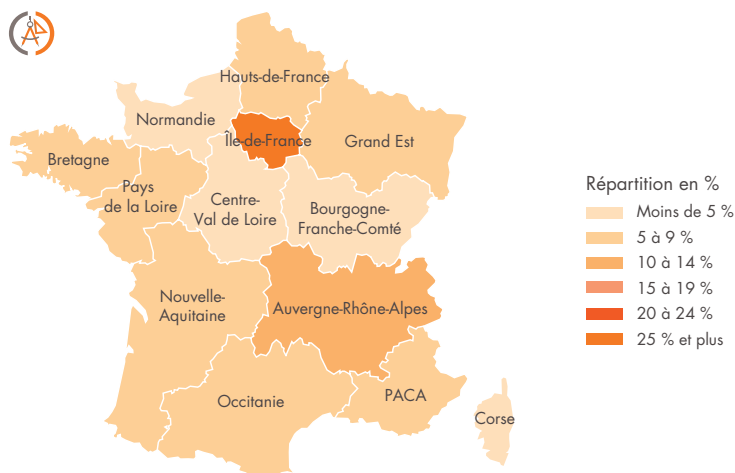 Hauts-de-France
Normandie
Île-de-France
Grand Est
Bretagne
Pays
de la Loire
Centre-
Val de Loire
Bourgogne-
Franche-Comté
Nouvelle-
Aquitaine
Auvergne-Rhône-Alpes
Occitanie
PACA
Corse
Répartition en %
Moins de 5 %
5 à 9 %
10 à 14 %
15 à 19 %
20 à 24 %
25 % et plus